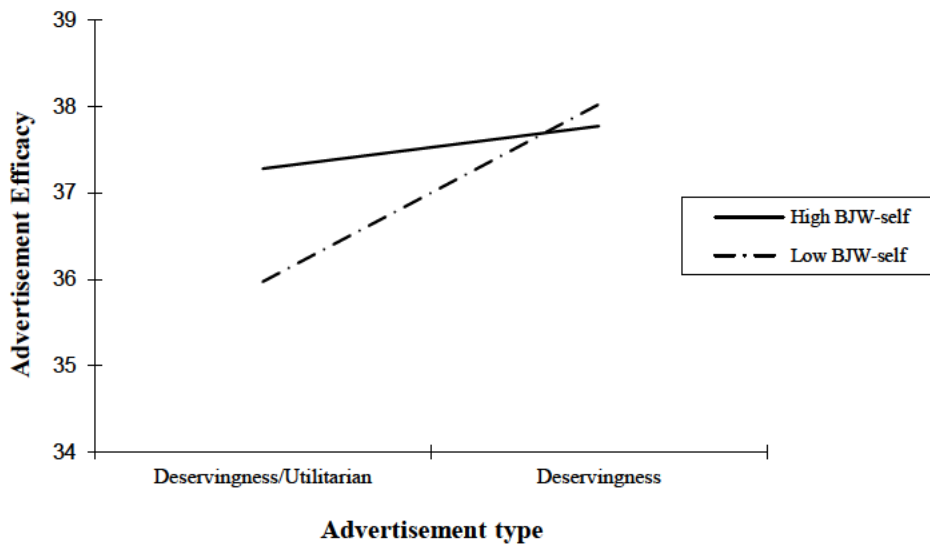 39
38
37
36
35
34
Advertisement Efficacy
Deservingness/Utilitarian
Deservingness
Advertisement type
High BJW-self
Low BJW-self